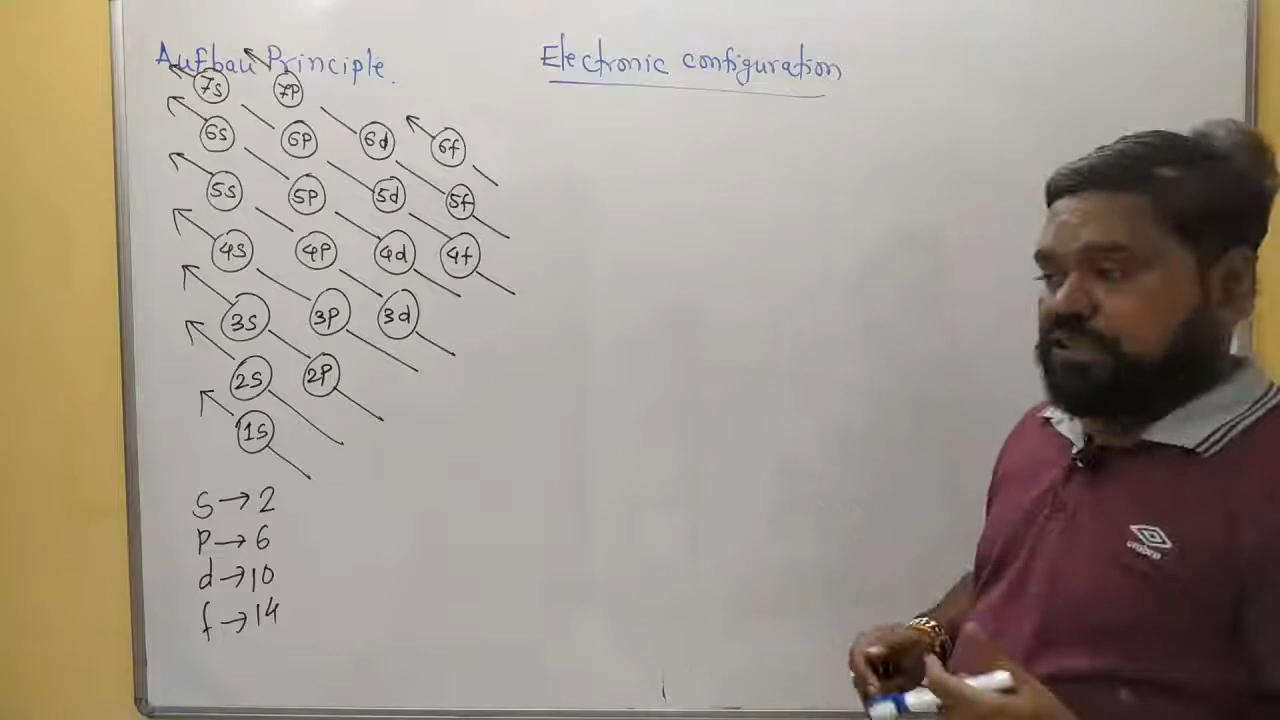 Aufbau Principle.
Electronic configuration
7s 7P
6s 6P 6d 6f
5s 5P 5d 5f
4s 4P 4d 4f
3s 3P 3d
2s 2P
1s
S → 2
P → 6
d → 10
f → 14
umbro